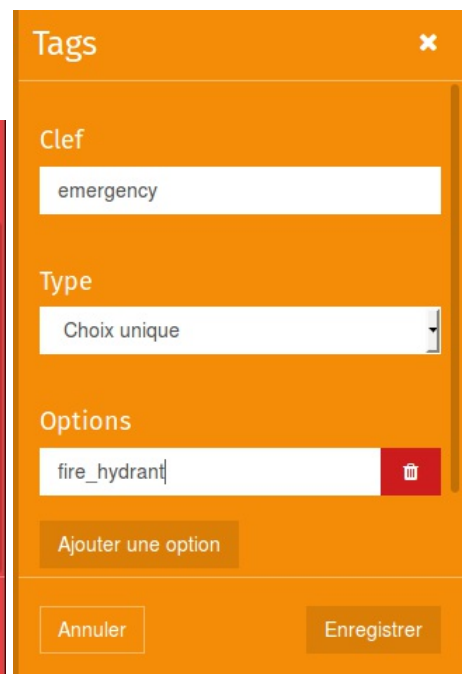 Tags
Clef
emergency
Type
Choix unique
Options
fire_hydrant
Ajouter une option
Annuler
Enregistrer